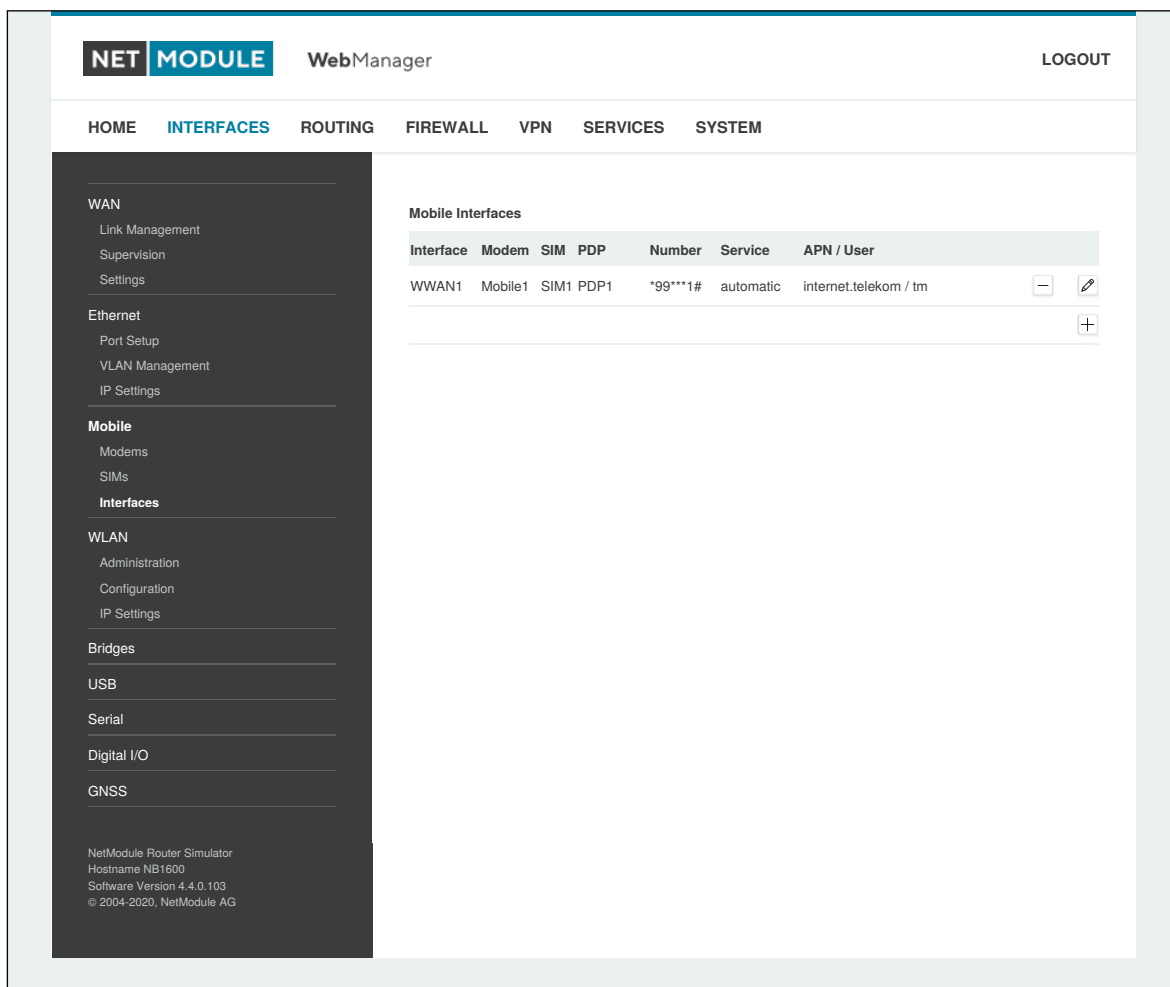 NET MODULE WebManager LOGOUT
HOME INTERFACES ROUTING FIREWALL VPN SERVICES SYSTEM
WAN
Link Management
Supervision
Settings
Ethernet
Port Setup
VLAN Management
IP Settings
Mobile
Modems
SIMs
Interfaces
WLAN
Administration
Configuration
IP Settings
Bridges
USB
Serial
Digital I/O
GNSS
NetModule Router Simulator
Hostname NB1600
Software Version 4.4.0.103
© 2004-2020, NetModule AG
Mobile Interfaces
Interface Modem SIM PDP Number Service APN / User
WWAN1 Mobile1 SIM1 PDP1 *99***1# automatic internet.telekom / tm